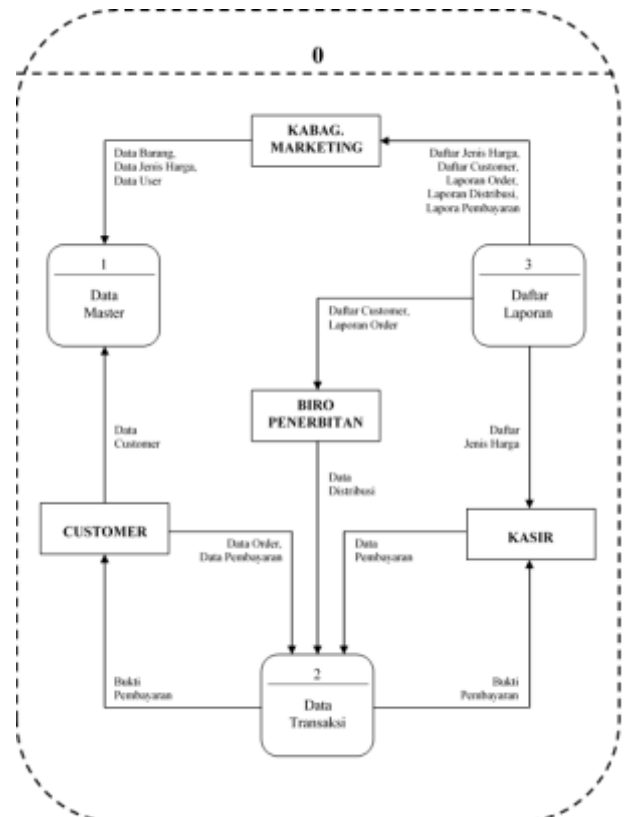 0
KABAG.
MARKETING
Data Barang,
Data Jenis Harga,
Data User
Daftar Jenis Harga,
Daftar Customer,
Laporan Order,
Laporan Distribusi,
Lapora Pembayaran
1
Data
Master
3
Daftar
Laporan
Daftar Customer,
Laporan Order
BIRO
PENERBITAN
Data
Customer
Daftar
Jenis Harga
Data
Distribusi
CUSTOMER
KASIR
Data Order,
Data Pembayaran
Data
Pembayaran
2
Data
Transaksi
Bukti
Pembayaran
Bukti
Pembayaran